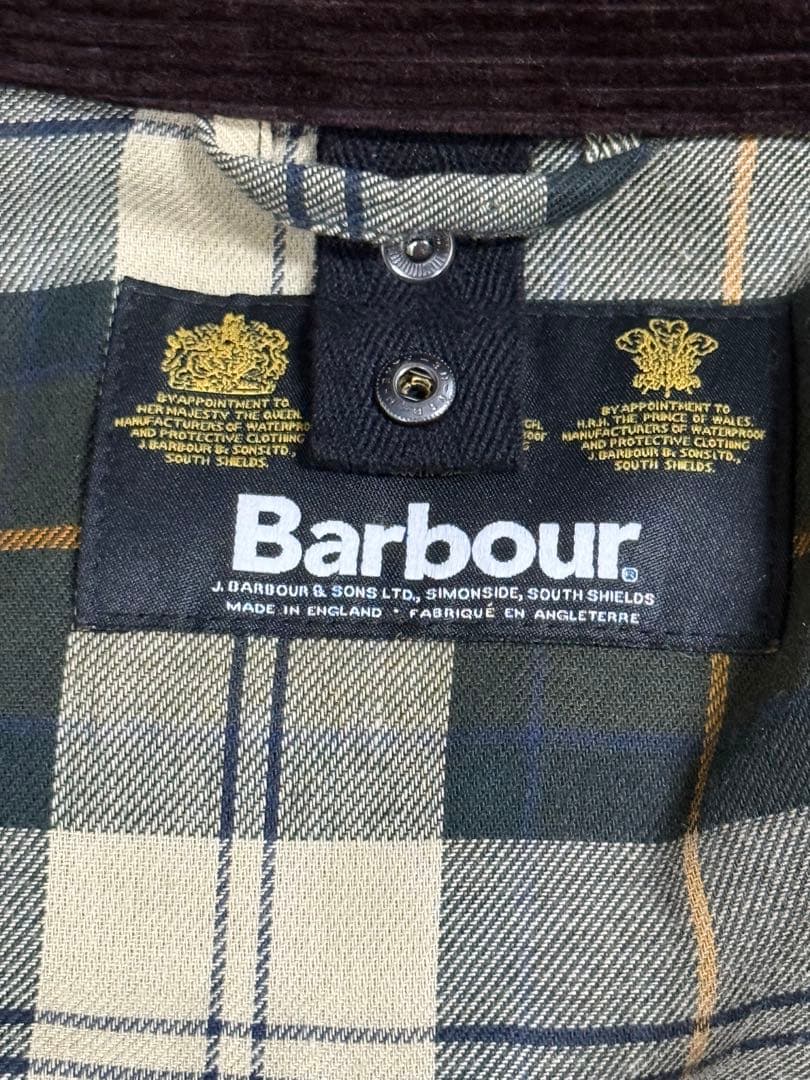 BY APPOINTMENT TO
HER MAJESTY THE QUEEN
MANUFACTURERS OF WATERPRO
AND PROTECTIVE CLOTHING
J.BARBOUR & SONS LTD.,
SOUTH SHIELDS.
BY APPOINTMENT TO
H.R.H. THE PRINCE OF WALES
MANUFACTURERS OF WATERPROOF
AND PROTECTIVE CLOTHING
J.BARBOUR & SONS LTD.,
SOUTH SHIELDS.
Barbour®
J. BARBOUR & SONS LTD., SIMONSIDE, SOUTH SHIELDS
MADE IN ENGLAND · FABRIQUÉ EN ANGLETERRE